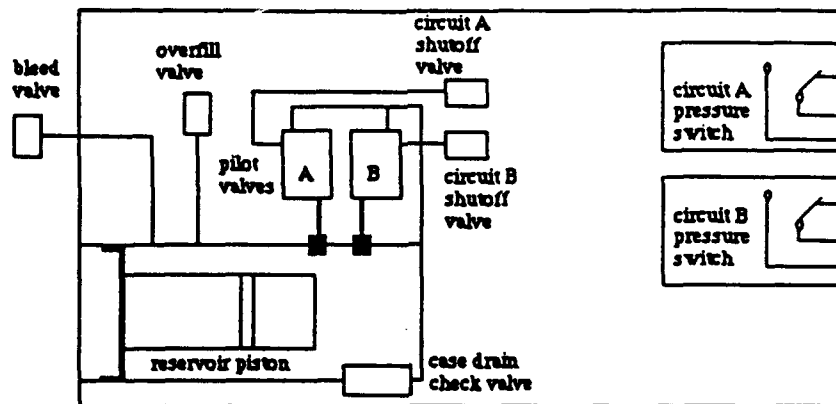 bleed
valve
overfill
valve
circuit A
shutoff
valve
pilot
valves
A
B
circuit B
shutoff
valve
circuit A
pressure
switch
circuit B
pressure
switch
reservoir piston
case drain
check valve